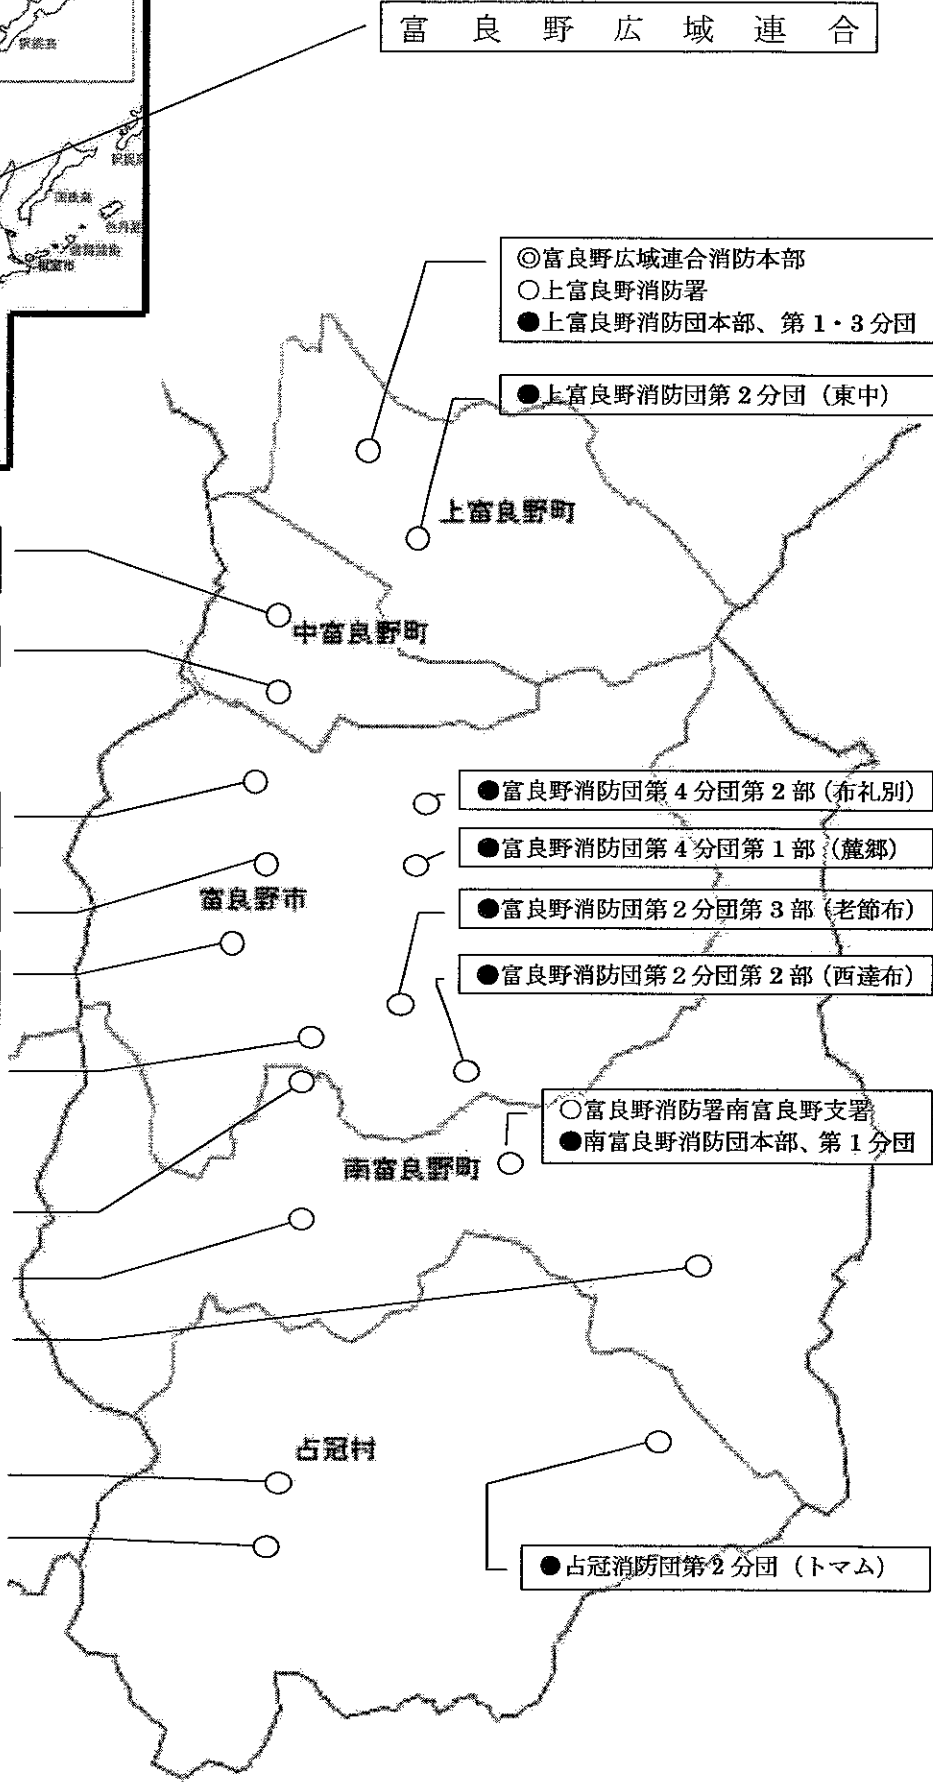 富良野広域連合
択捉島
国後島
色丹島
◎富良野広域連合消防本部
○上富良野消防署
●上富良野消防団本部、第1・3分団
●上富良野消防団第2分団（東中）
上富良野町
中富良野町
●富良野消防団第4分団第2部（布礼別）
●富良野消防団第4分団第1部（麓郷）
富良野市
●富良野消防団第2分団第3部（老節布）
●富良野消防団第2分団第2部（西達布）
○富良野消防署南富良野支署
●南富良野消防団本部、第1分団
南富良野町
占冠村
●占冠消防団第2分団（トマム）